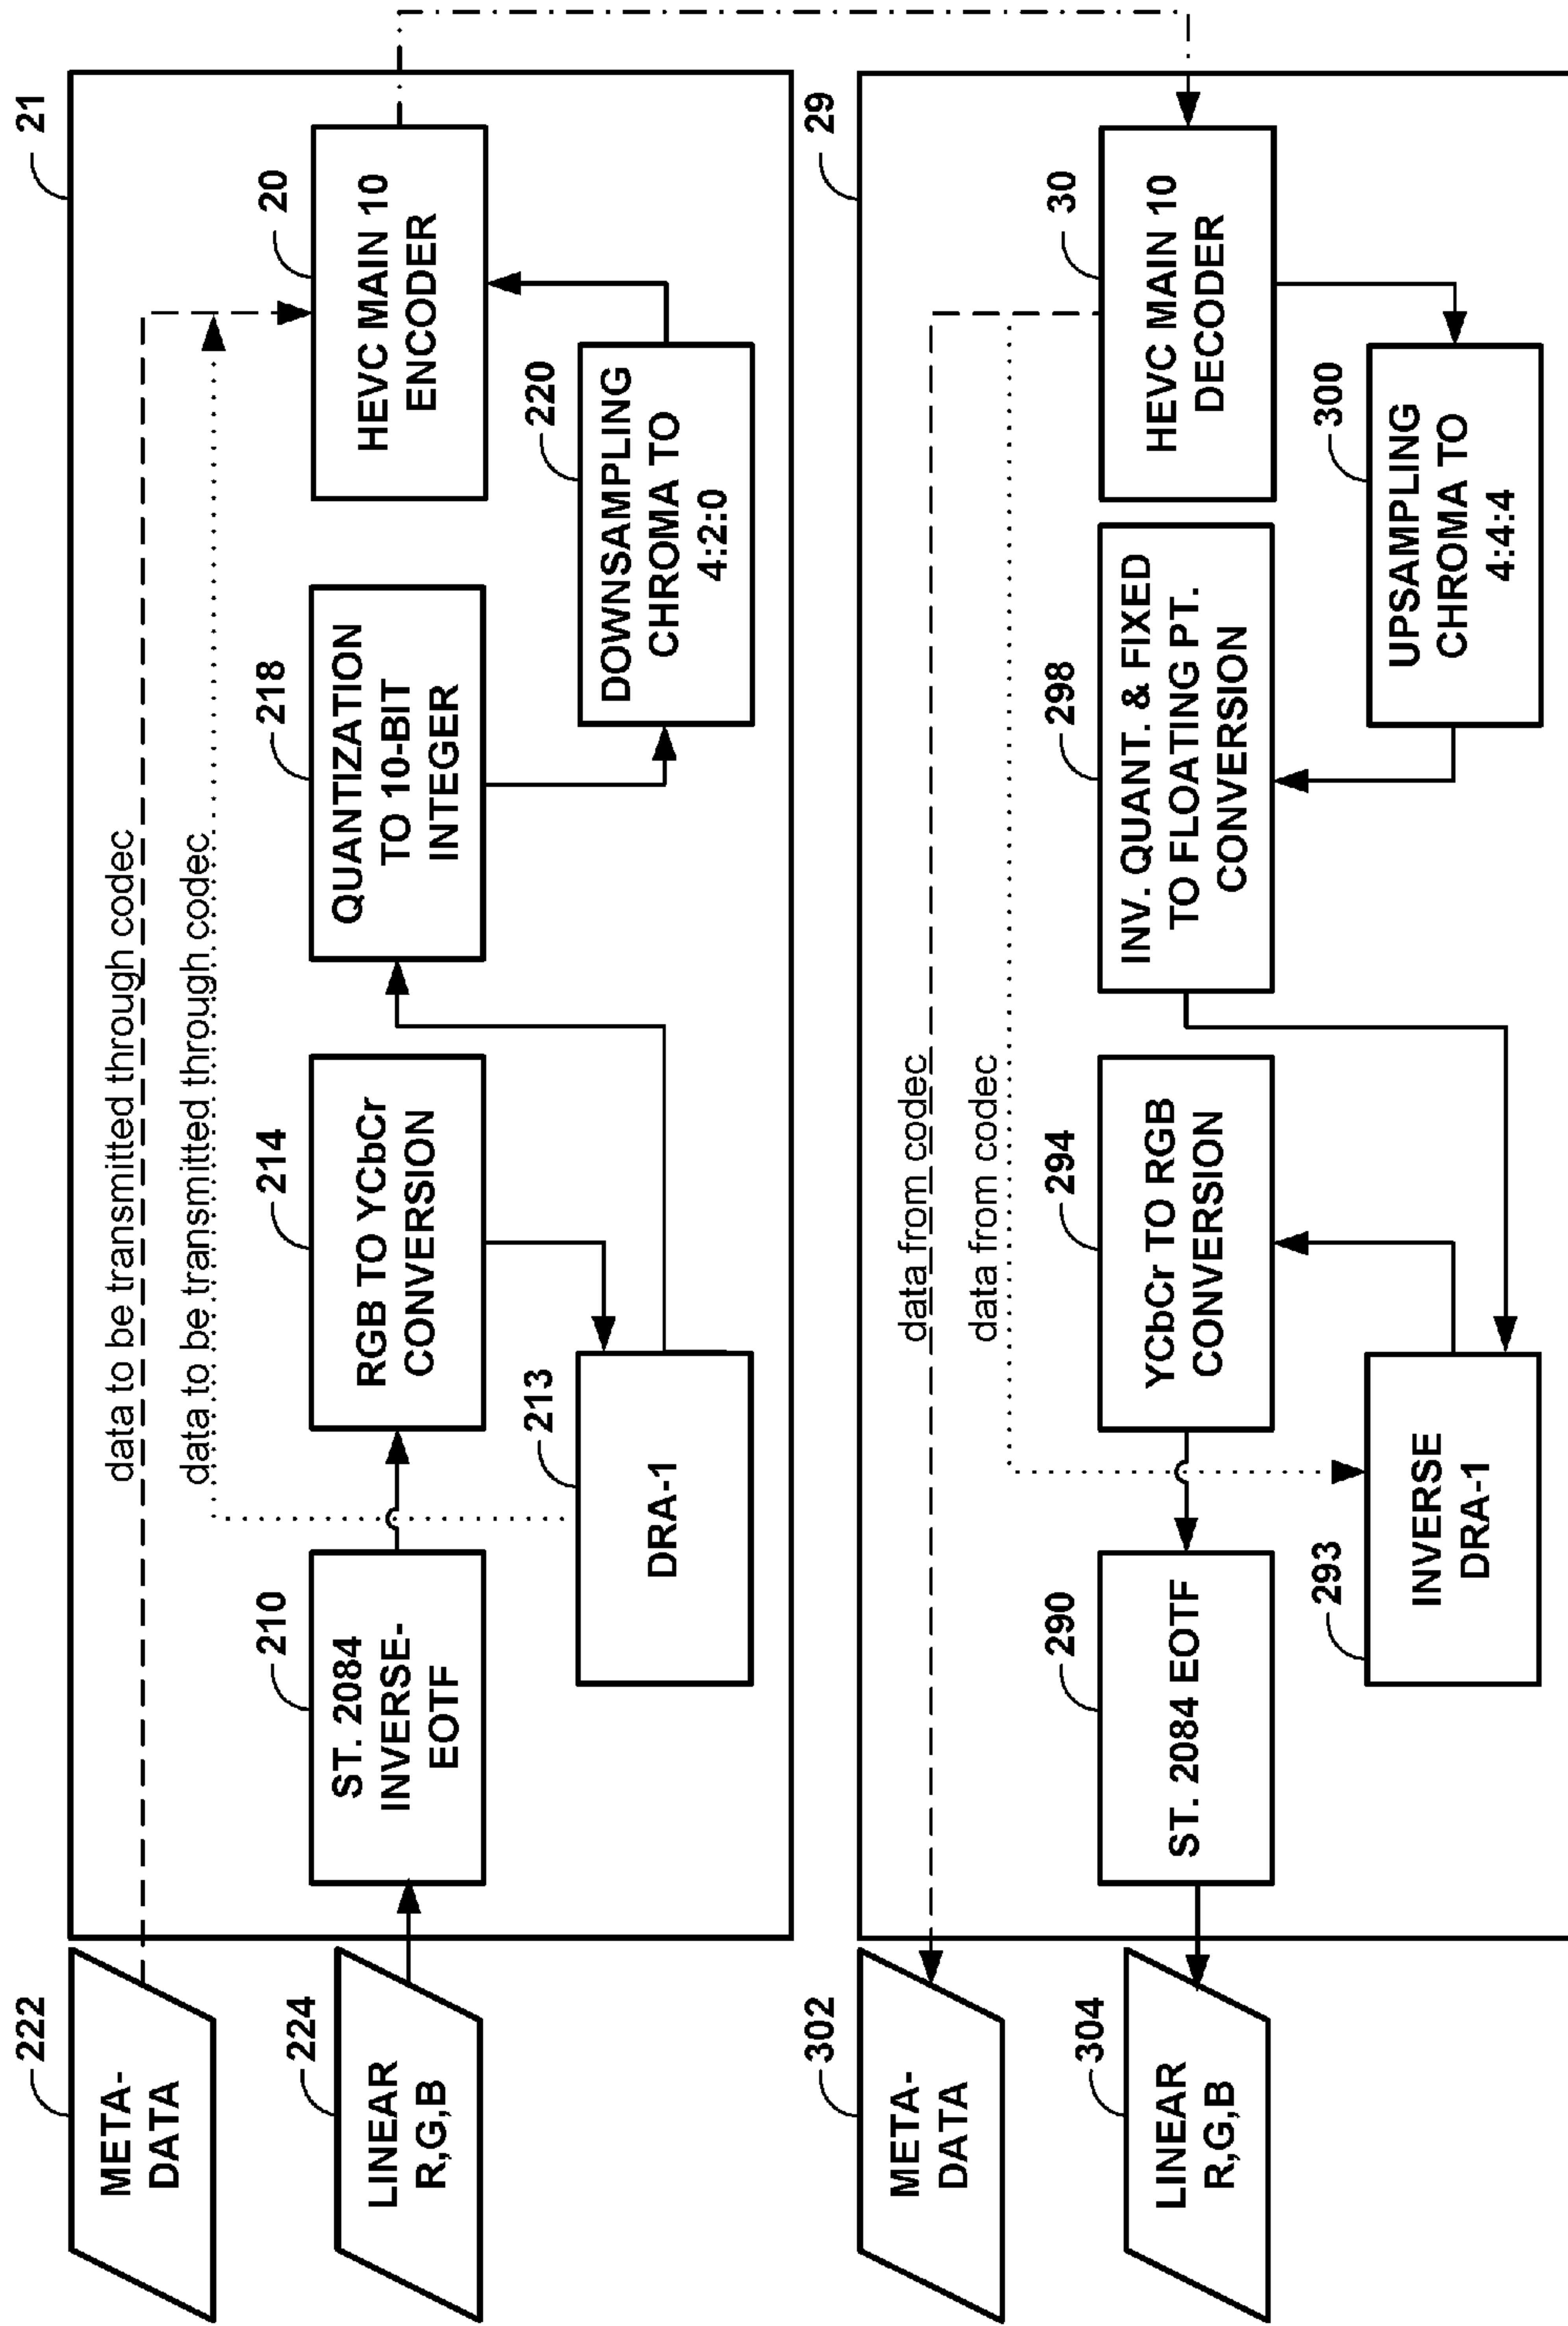 222
META-
DATA
224
LINEAR
R,G,B
21
data to be transmitted through codec
data to be transmitted through codec
210
ST. 2084
INVERSE-
EOTF
214
RGB TO YCbCr
CONVERSION
213
DRA-1
218
QUANTIZATION
TO 10-BIT
INTEGER
220
DOWNSAMPLING
CHROMA TO
4:2:0
20
HEVC MAIN 10
ENCODER
302
META-
DATA
304
LINEAR
R,G,B
29
data from codec
data from codec
290
ST. 2084 EOTF
294
YCbCr TO RGB
CONVERSION
293
INVERSE
DRA-1
298
INV. QUANT. & FIXED
TO FLOATING PT.
CONVERSION
300
UPSAMPLING
CHROMA TO
4:4:4
30
HEVC MAIN 10
DECODER